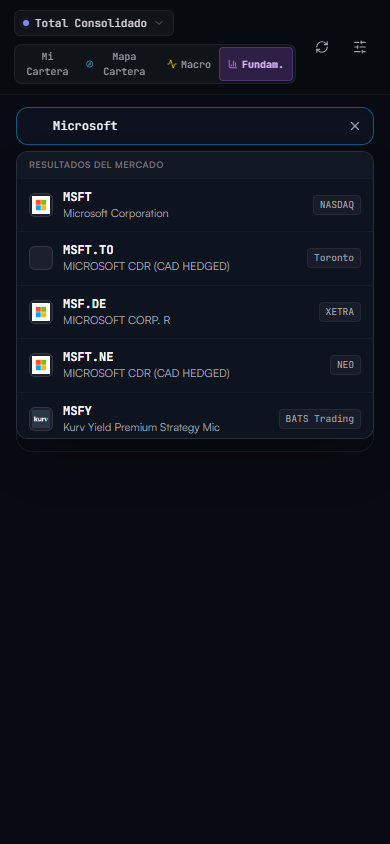 Total Consolidado
Mi Cartera
Mapa Cartera
Macro
Fundam.
Microsoft
RESULTADOS DEL MERCADO
MSFT
Microsoft Corporation
NASDAQ
MSFT.TO
MICROSOFT CDR (CAD HEDGED)
Toronto
MSF.DE
MICROSOFT CORP. R
XETRA
MSFT.NE
MICROSOFT CDR (CAD HEDGED)
NEO
kurv
MSFY
Kurv Yield Premium Strategy Mic
BATS Trading